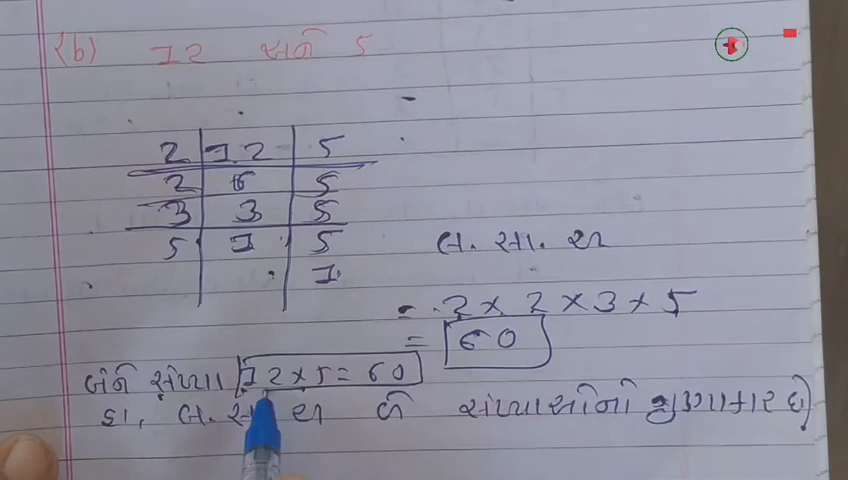 (b) 12 અને 5
2 | 12 | 5
2 | 6 | 5
3 | 3 | 5
5 | 1 | 5
1
લ. સા. અ
= 2 x 2 x 3 x 5
= 60
બંને સંખ્યા 12 x 5 = 60
હા, લ. સા અ બે સંખ્યાઓનો ગુણાકાર છે